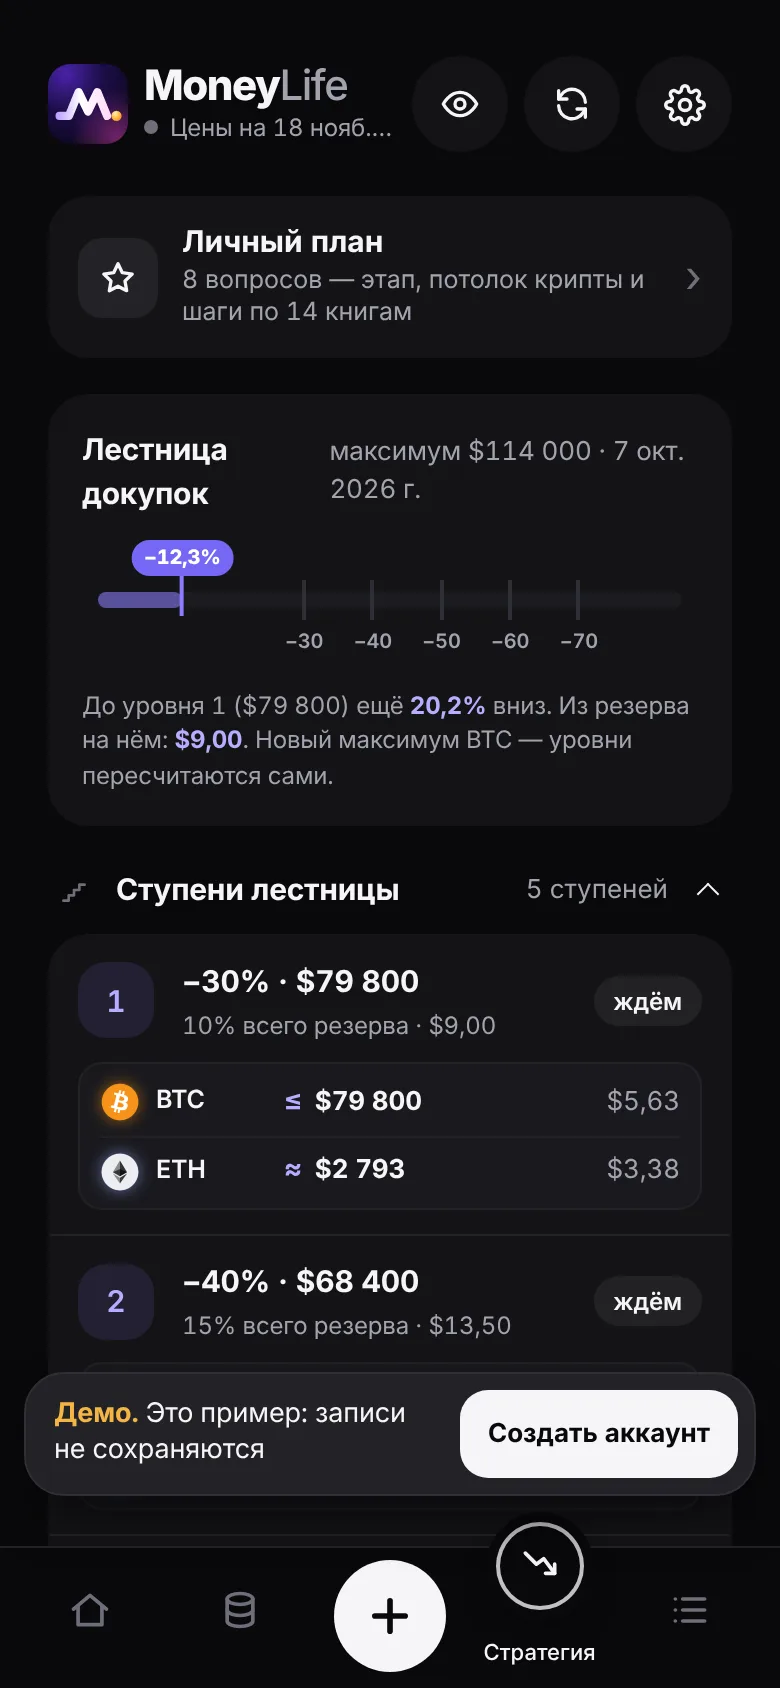 MoneyLife
Цены на 18 нояб....
Личный план
8 вопросов — этап, потолок крипты и
шаги по 14 книгам
Лестница
докупок
максимум $114 000 · 7 окт.
2026 г.
−12,3%
−30 −40 −50 −60 −70
До уровня 1 ($79 800) ещё 20,2% вниз. Из резерва
на нём: $9,00. Новый максимум BTC — уровни
пересчитаются сами.
Ступени лестницы 5 ступеней
1 −30% · $79 800 ждём
10% всего резерва · $9,00
BTC ≤ $79 800 $5,63
ETH ≈ $2 793 $3,38
2 −40% · $68 400 ждём
15% всего резерва · $13,50
Демо. Это пример: записи
не сохраняются
Создать аккаунт
Стратегия